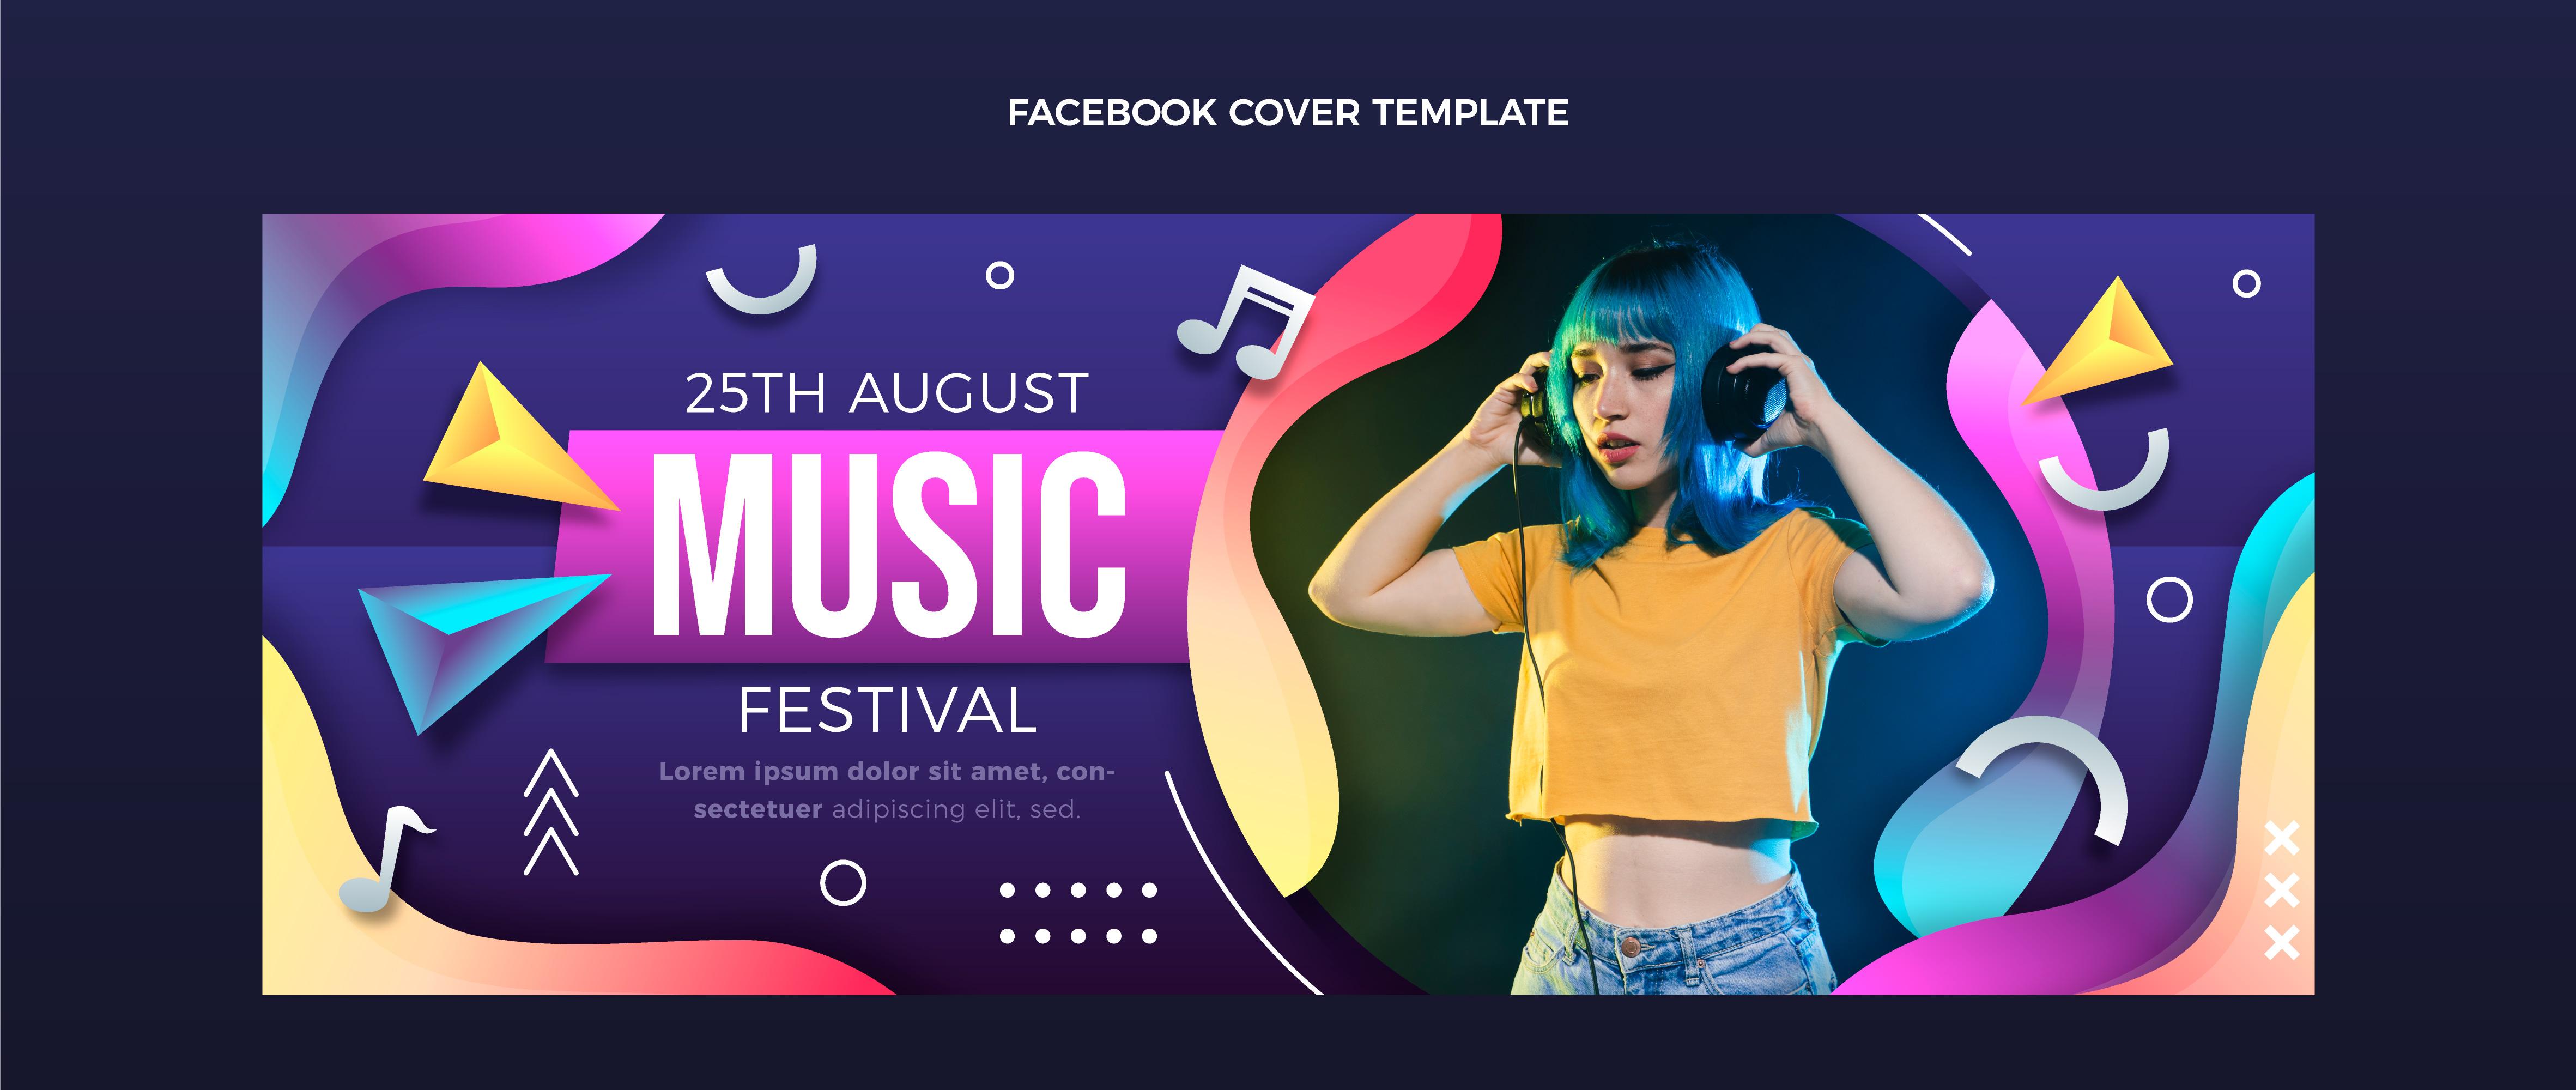 FACEBOOK COVER TEMPLATE
25TH AUGUST
MUSIC
FESTIVAL
Lorem ipsum dolor sit amet, con-
sectetuer adipiscing elit, sed.